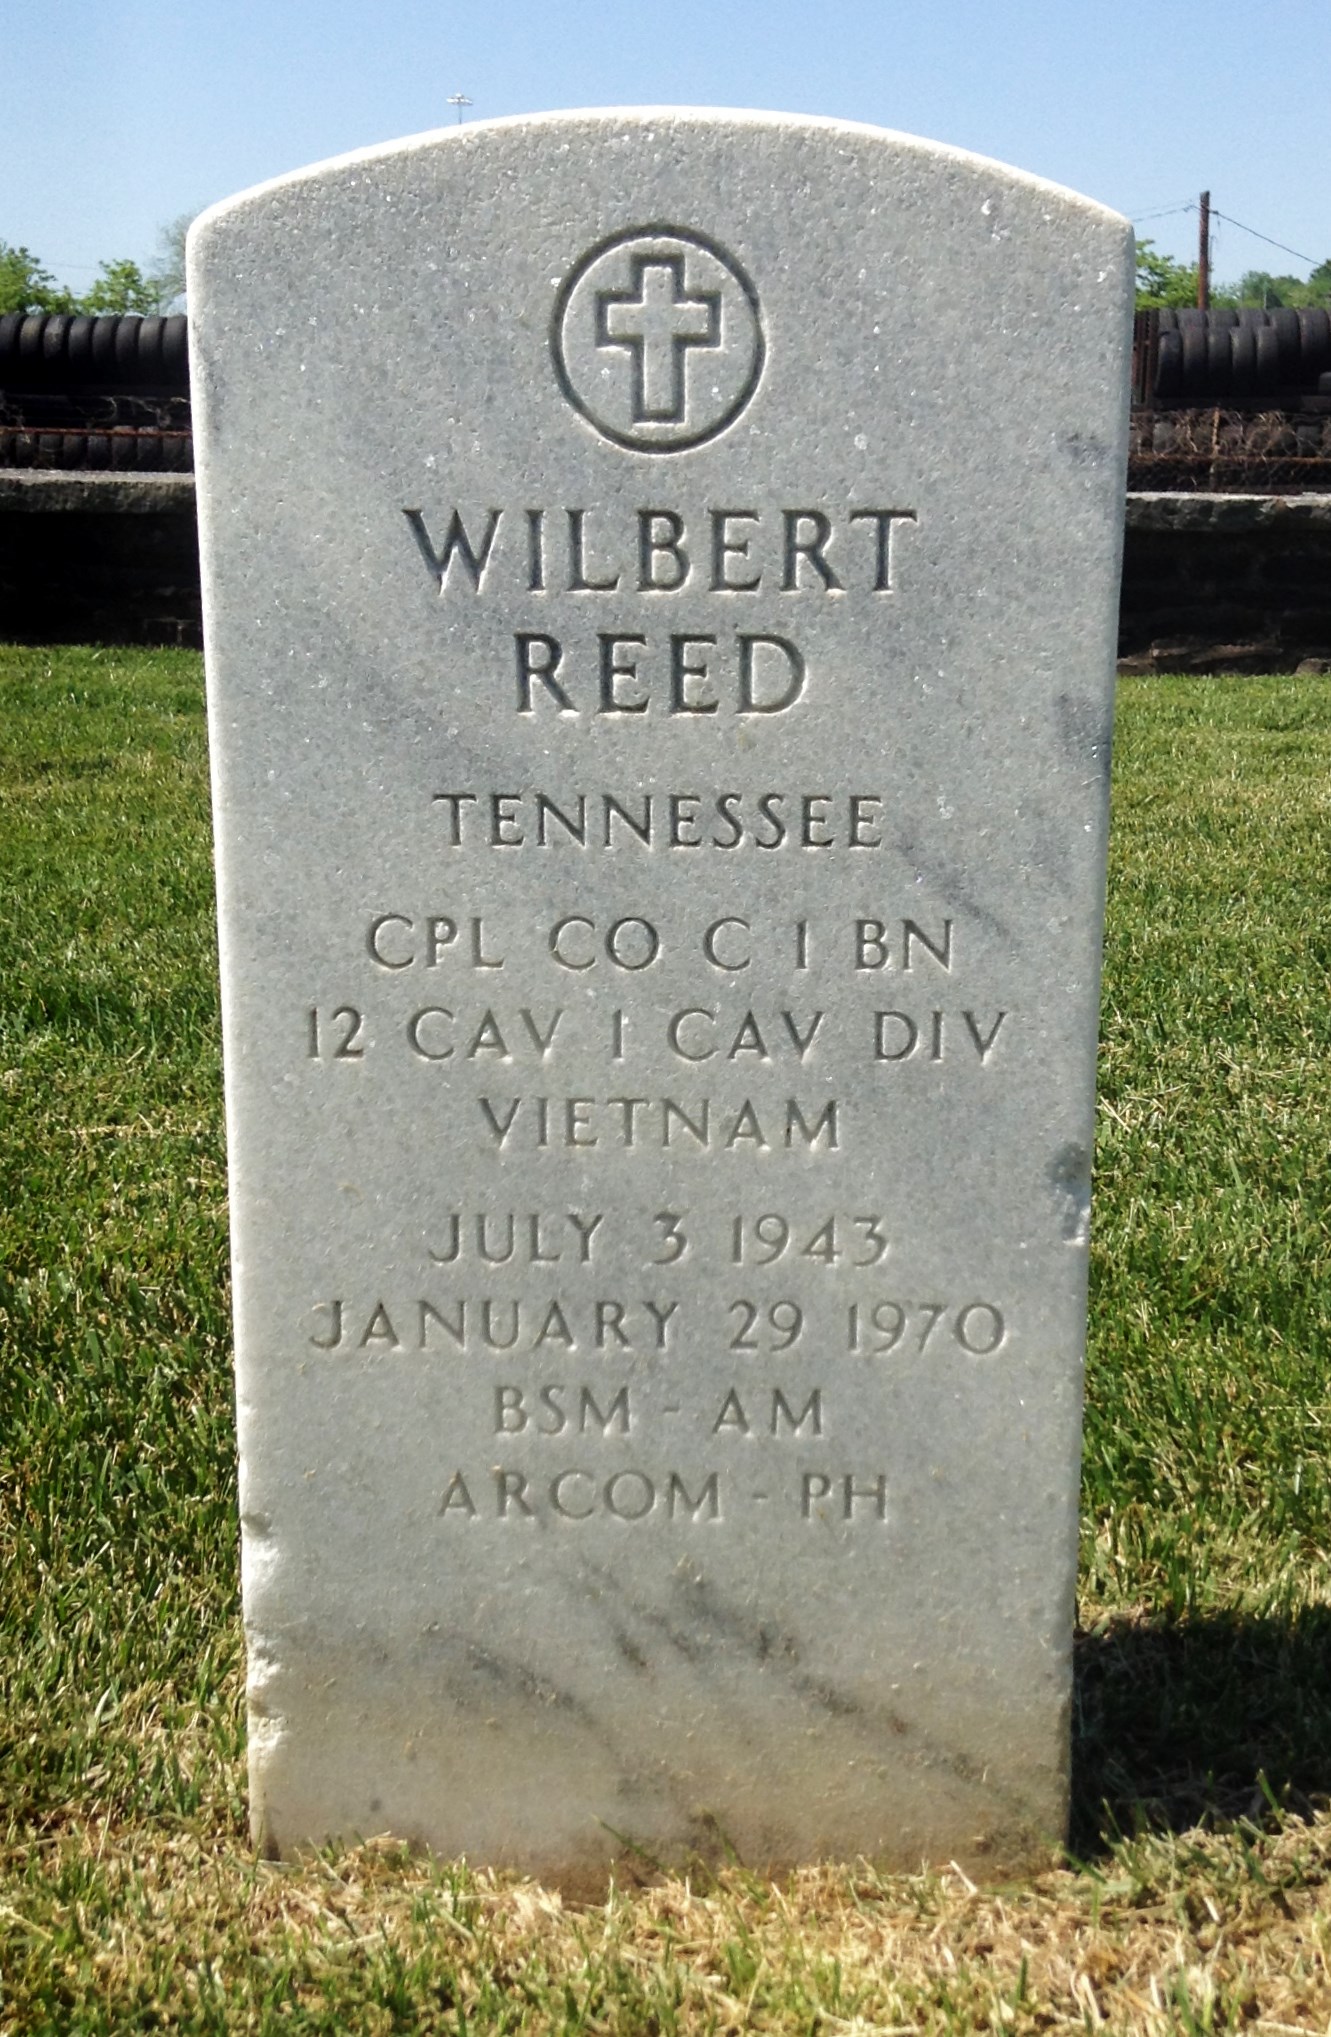 WILBERT
REED
TENNESSEE
CPL CO C 1 BN
12 CAV 1 CAV DIV
VIETNAM
JULY 3 1943
JANUARY 29 1970
BSM - AM
ARCOM - PH